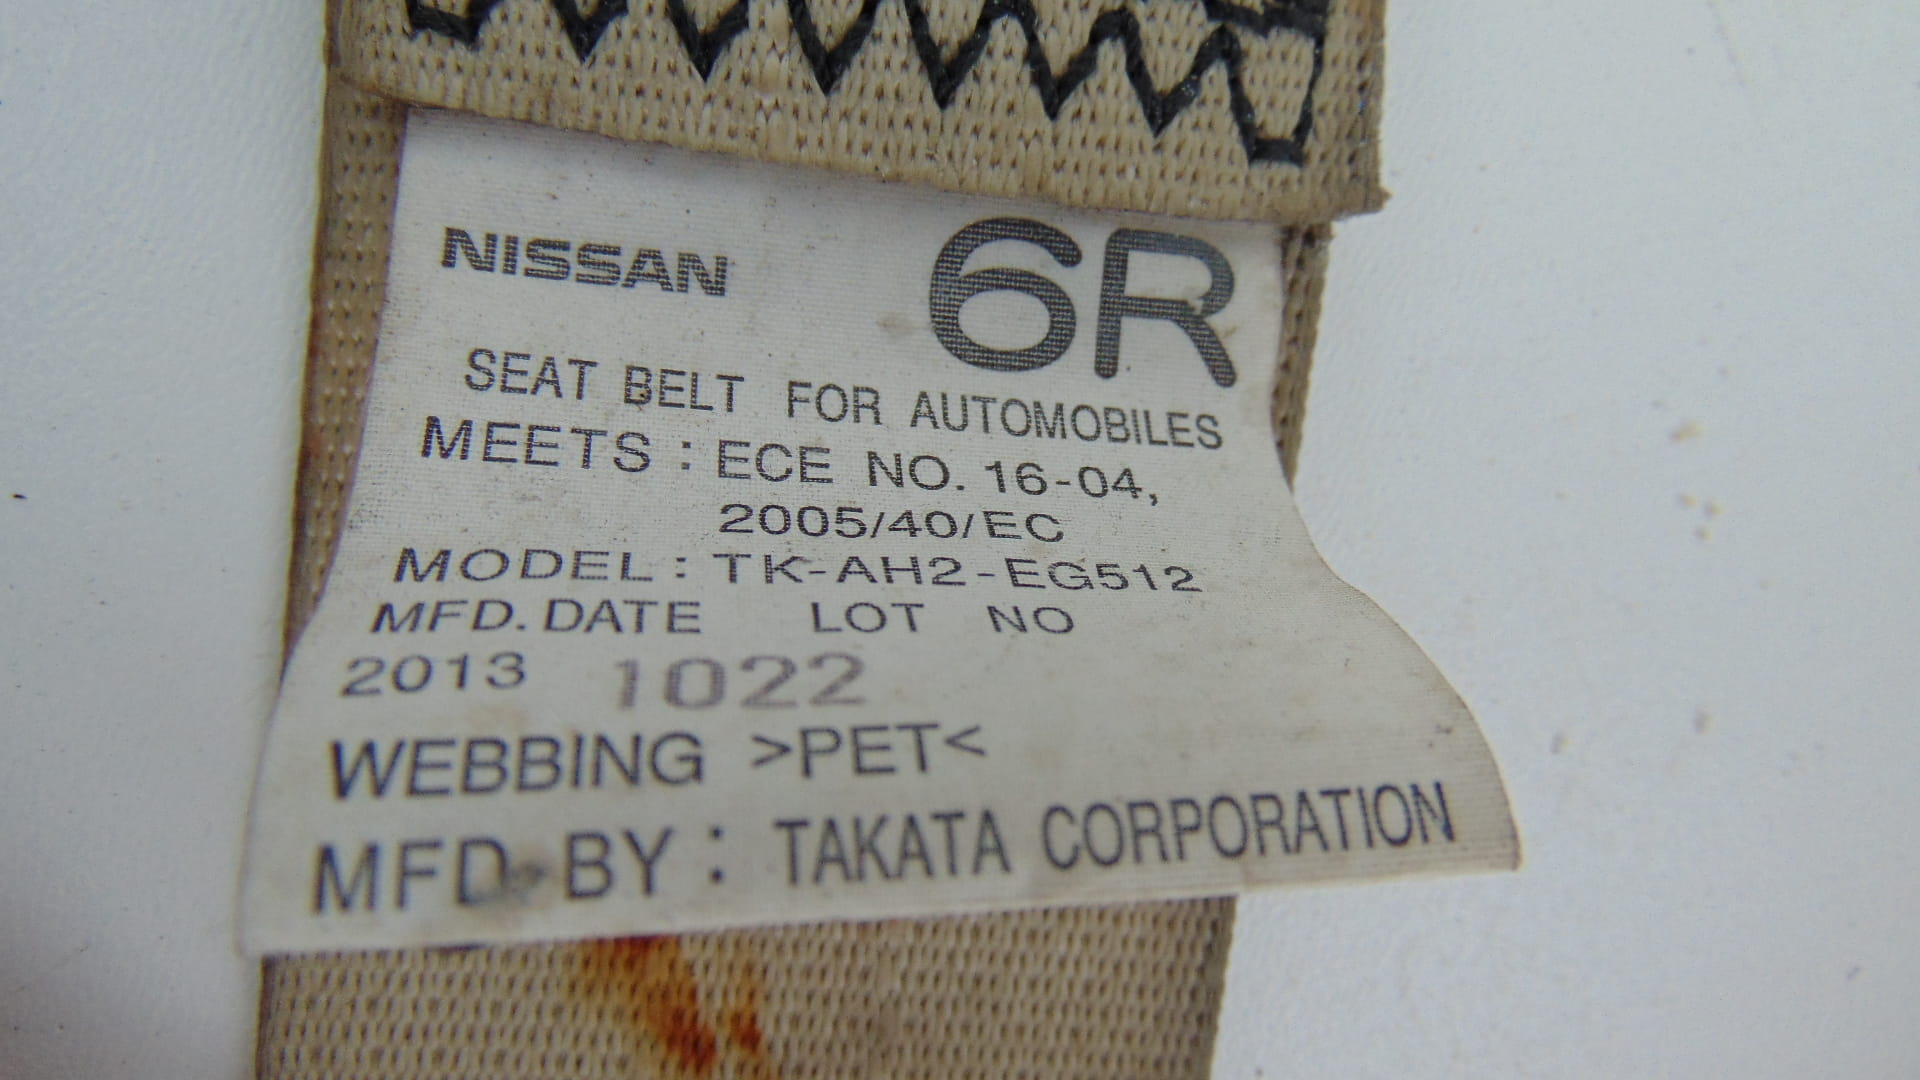 NISSAN 6R
SEAT BELT FOR AUTOMOBILES
MEETS : ECE NO. 16-04,
2005/40/EC
MODEL : TK-AH2-EG512
MFD. DATE LOT NO
2013 1022
WEBBING >PET<
MFD BY : TAKATA CORPORATION